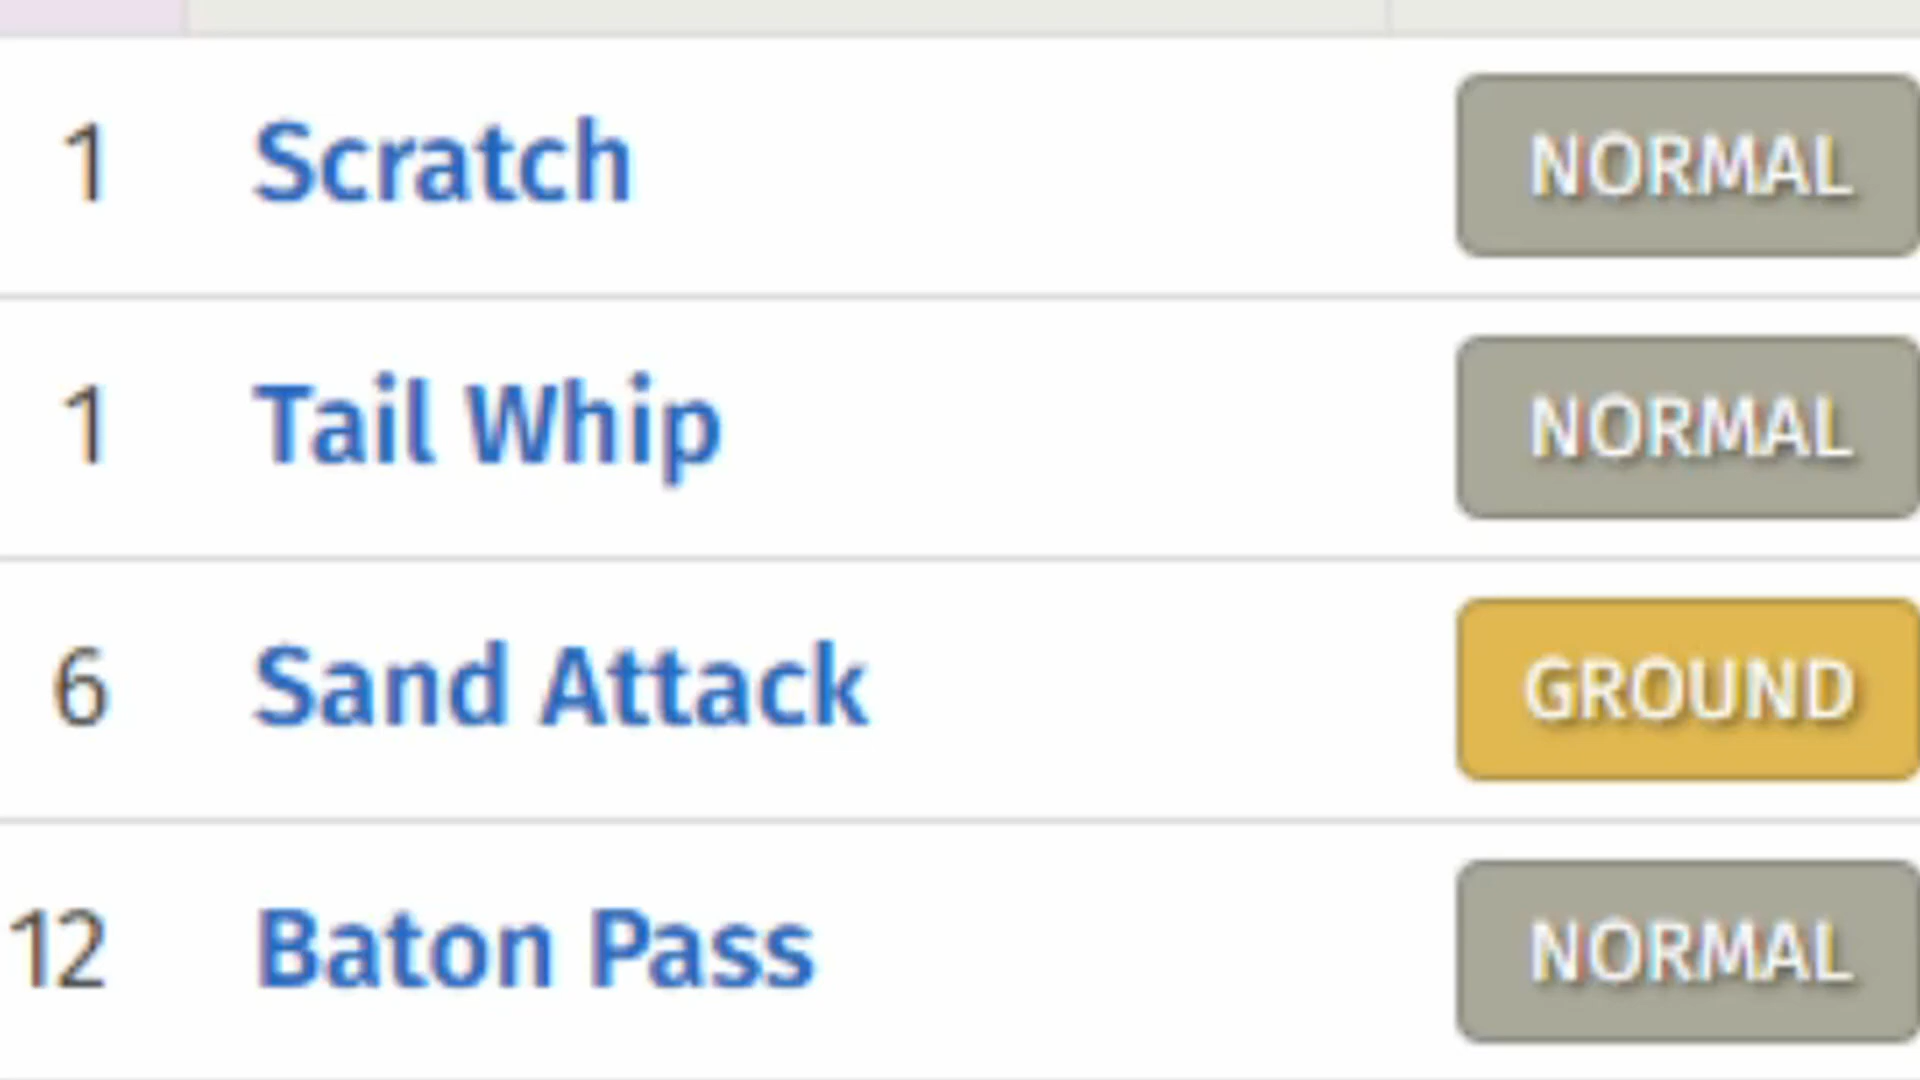 1 Scratch NORMAL
1 Tail Whip NORMAL
6 Sand Attack GROUND
12 Baton Pass NORMAL